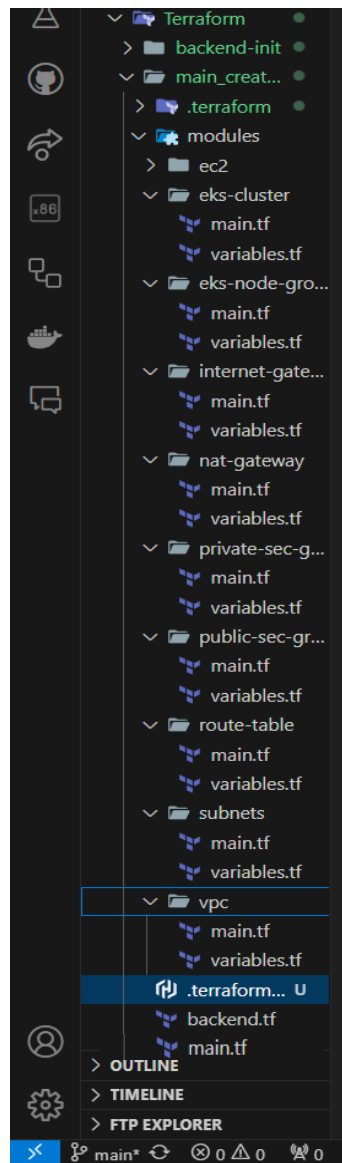 Terraform
backend-init
main_creat...
.terraform
modules
ec2
eks-cluster
main.tf
variables.tf
eks-node-gro...
main.tf
variables.tf
internet-gate...
main.tf
variables.tf
nat-gateway
main.tf
variables.tf
private-sec-g...
main.tf
variables.tf
public-sec-gr...
main.tf
variables.tf
route-table
main.tf
variables.tf
subnets
main.tf
variables.tf
vpc
main.tf
variables.tf
.terraform... U
backend.tf
main.tf
OUTLINE
TIMELINE
FTP EXPLORER
main* 0 0 0
x86